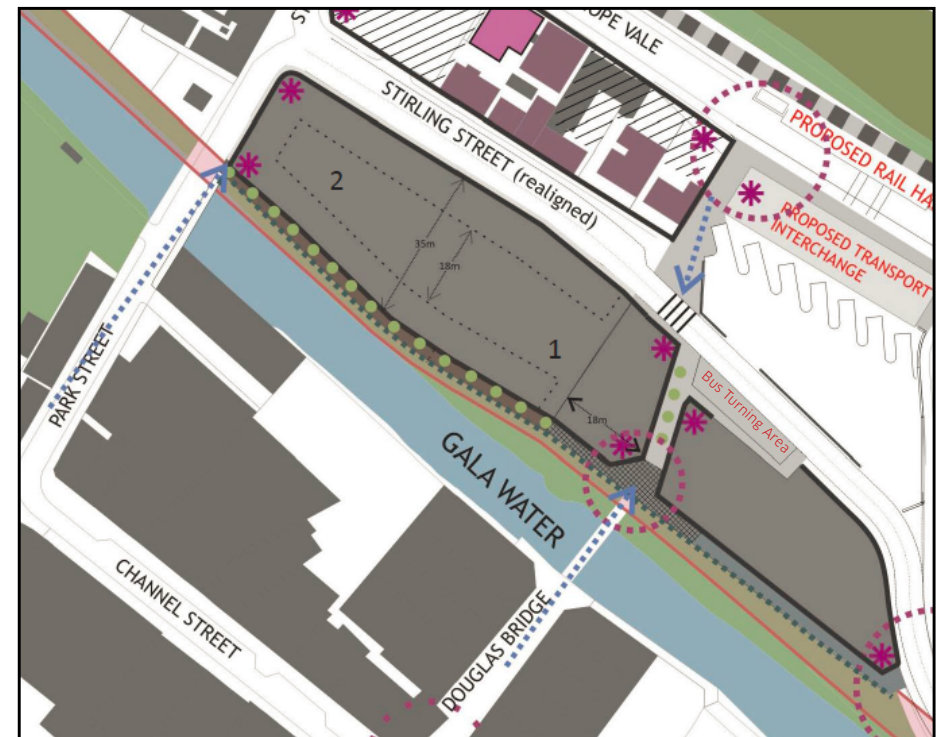 OPE VALE
STIRLING STREET (realigned)
PROPOSED RAIL HA
PROPOSED TRANSPORT
INTERCHANGE
2
35m
18m
1
18m
Bus Turning Area
PARK STREET
GALA WATER
CHANNEL STREET
DOUGLAS BRIDGE